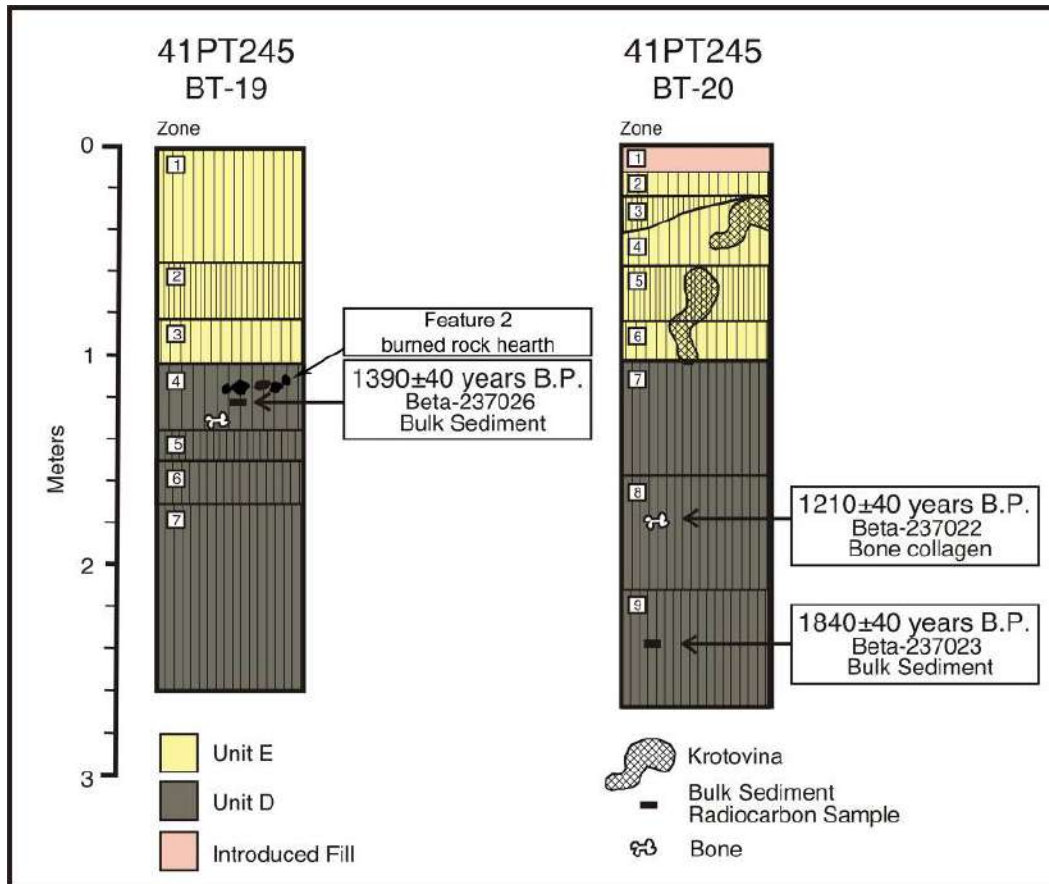 41PT245
BT-19
Zone
1
2
3
4
5
6
7
0
1
2
3
Meters
Feature 2
burned rock hearth
1390±40 years B.P.
Beta-237026
Bulk Sediment
41PT245
BT-20
Zone
1
2
3
4
5
6
7
8
9
1210±40 years B.P.
Beta-237022
Bone collagen
1840±40 years B.P.
Beta-237023
Bulk Sediment
Unit E
Unit D
Introduced Fill
Krotovina
Bulk Sediment
Radiocarbon Sample
Bone